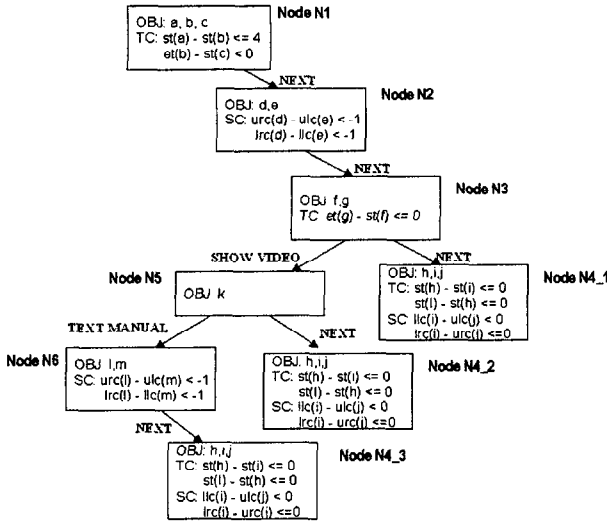 Node N1
OBJ: a, b, c
TC: st(a) - st(b) <= 4
et(b) - st(c) < 0
NEXT
Node N2
OBJ: d,e
SC: urc(d) - ulc(e) < -1
lrc(d) - llc(e) < -1
NEXT
Node N3
OBJ f,g
TC et(g) - st(f) <= 0
SHOW VIDEO
NEXT
Node N5
OBJ k
Node N4_1
OBJ: h,i,j
TC: st(h) - st(i) <= 0
st(i) - st(h) <= 0
SC: llc(i) - ulc(j) < 0
lrc(i) - urc(j) <=0
TEXT MANUAL
NEXT
Node N6
OBJ l,m
SC: urc(l) - ulc(m) < -1
lrc(l) - llc(m) < -1
Node N4_2
OBJ: h,i,j
TC: st(h) - st(i) <= 0
st(i) - st(h) <= 0
SC: llc(i) - ulc(j) < 0
lrc(i) - urc(j) <=0
NEXT
Node N4_3
OBJ: h,i,j
TC: st(h) - st(i) <= 0
st(i) - st(h) <= 0
SC: llc(i) - ulc(j) < 0
lrc(i) - urc(j) <=0